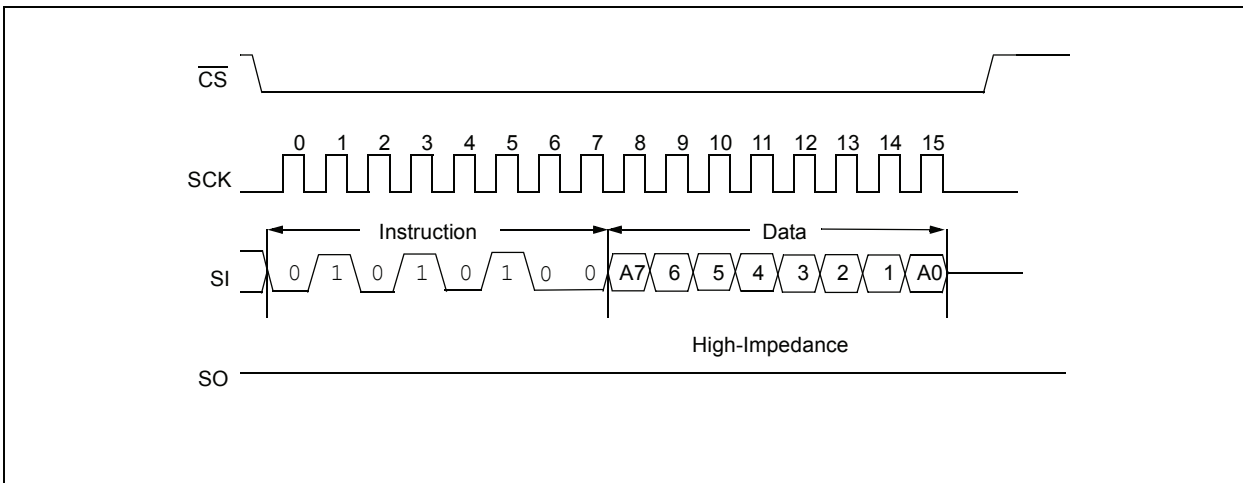 CS
0 1 2 3 4 5 6 7 8 9 10 11 12 13 14 15
SCK
Instruction Data
SI 0 1 0 1 0 1 0 0 A7 6 5 4 3 2 1 A0
High-Impedance
SO